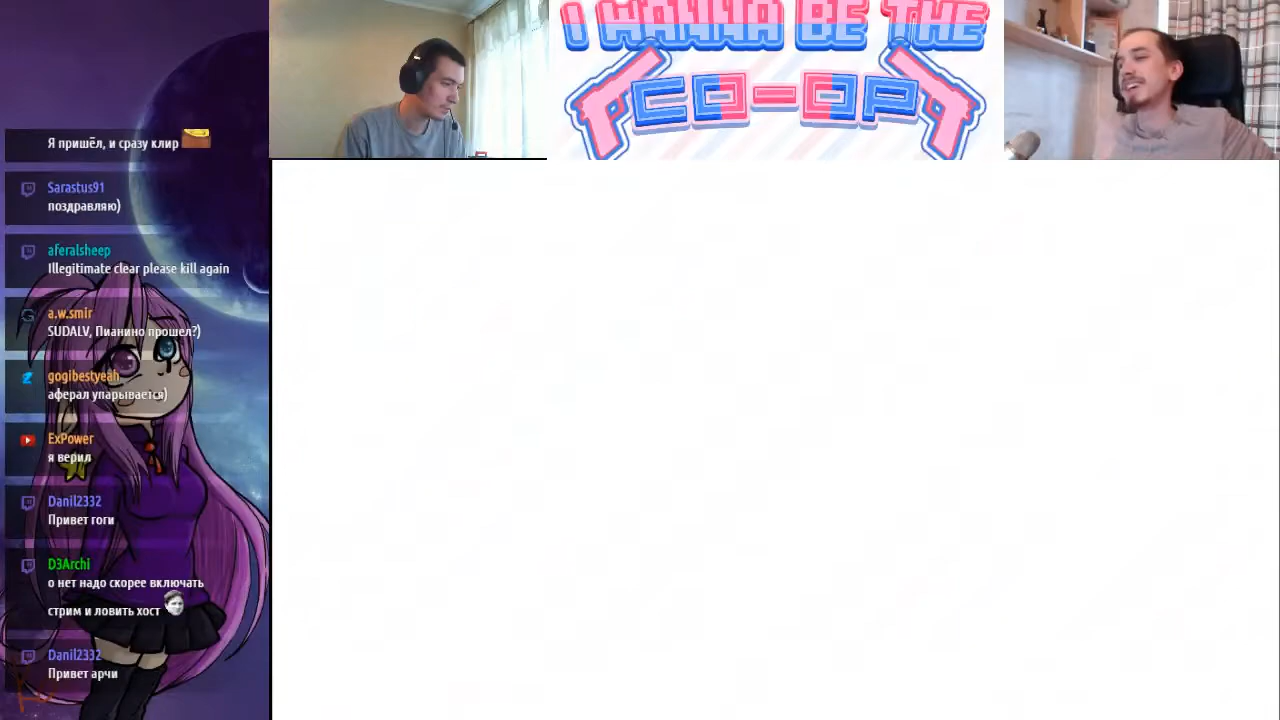 I WANNA BE THE
CO-OP
Я пришёл, и сразу клир
Sarastus91
поздравляю)
aferalsheep
Illegitimate clear please kill again
a.w.smir
SUDALV, Пианино прошел?)
gogibestyeah
аферал упарывается)
ExPower
я верил
Danil2332
Привет гоги
D3Archi
о нет надо скорее включать
стрим и ловить хост
Danil2332
Привет арчи